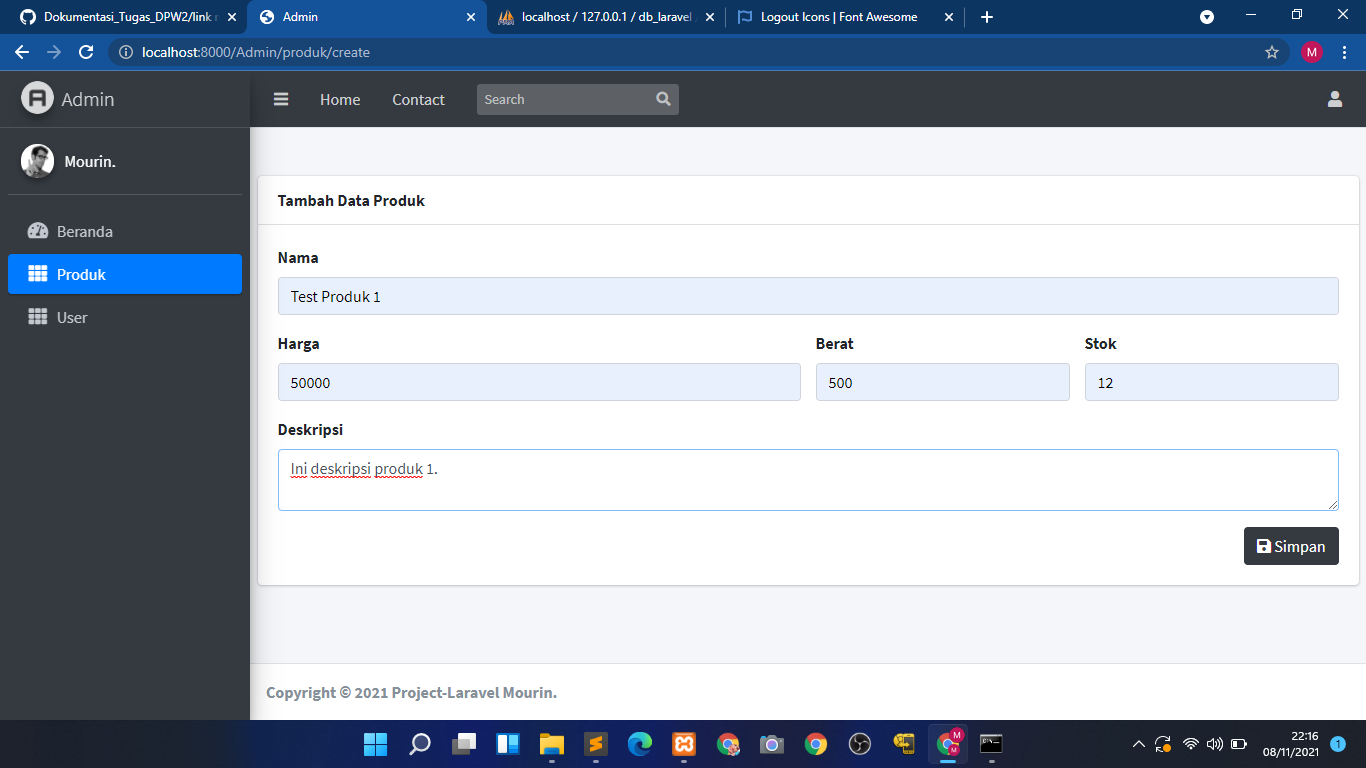 Dokumentasi_Tugas_DPW2/link r
Admin
localhost / 127.0.0.1 / db_laravel /
Logout Icons | Font Awesome
localhost:8000/Admin/produk/create
M
Admin
Home
Contact
Search
Mourin.
Beranda
Produk
User
Tambah Data Produk
Nama
Test Produk 1
Harga
Berat
Stok
50000
500
12
Deskripsi
Ini deskripsi produk 1.
Simpan
Copyright © 2021 Project-Laravel Mourin.
22:16
08/11/2021
1